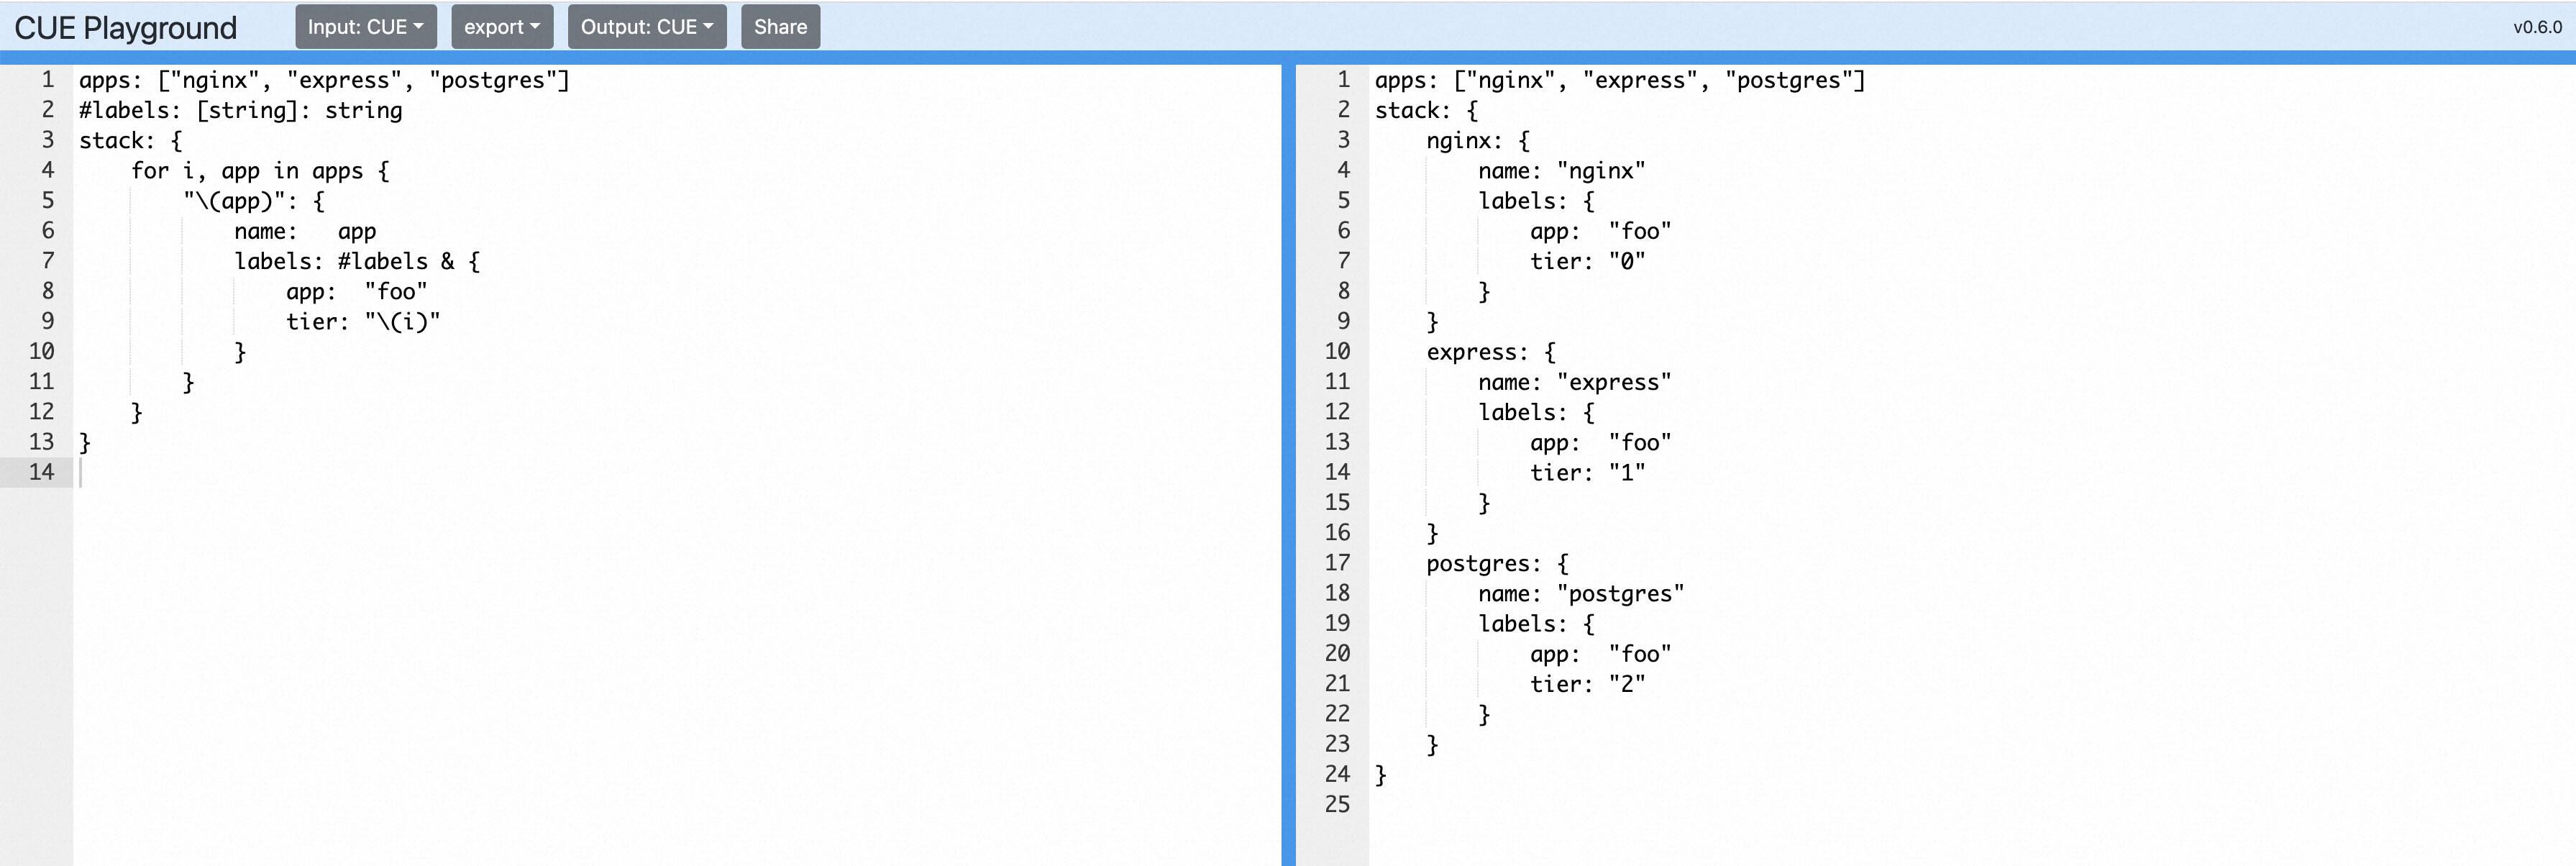 CUE Playground Input: CUE export Output: CUE Share v0.6.0
1 apps: ["nginx", "express", "postgres"]
2 #labels: [string]: string
3 stack: {
4     for i, app in apps {
5         "\(app)": {
6             name:   app
7             labels: #labels & {
8                 app:  "foo"
9                 tier: "\(i)"
10             }
11         }
12     }
13 }
14
1 apps: ["nginx", "express", "postgres"]
2 stack: {
3     nginx: {
4         name: "nginx"
5         labels: {
6             app:  "foo"
7             tier: "0"
8         }
9     }
10     express: {
11         name: "express"
12         labels: {
13             app:  "foo"
14             tier: "1"
15         }
16     }
17     postgres: {
18         name: "postgres"
19         labels: {
20             app:  "foo"
21             tier: "2"
22         }
23     }
24 }
25